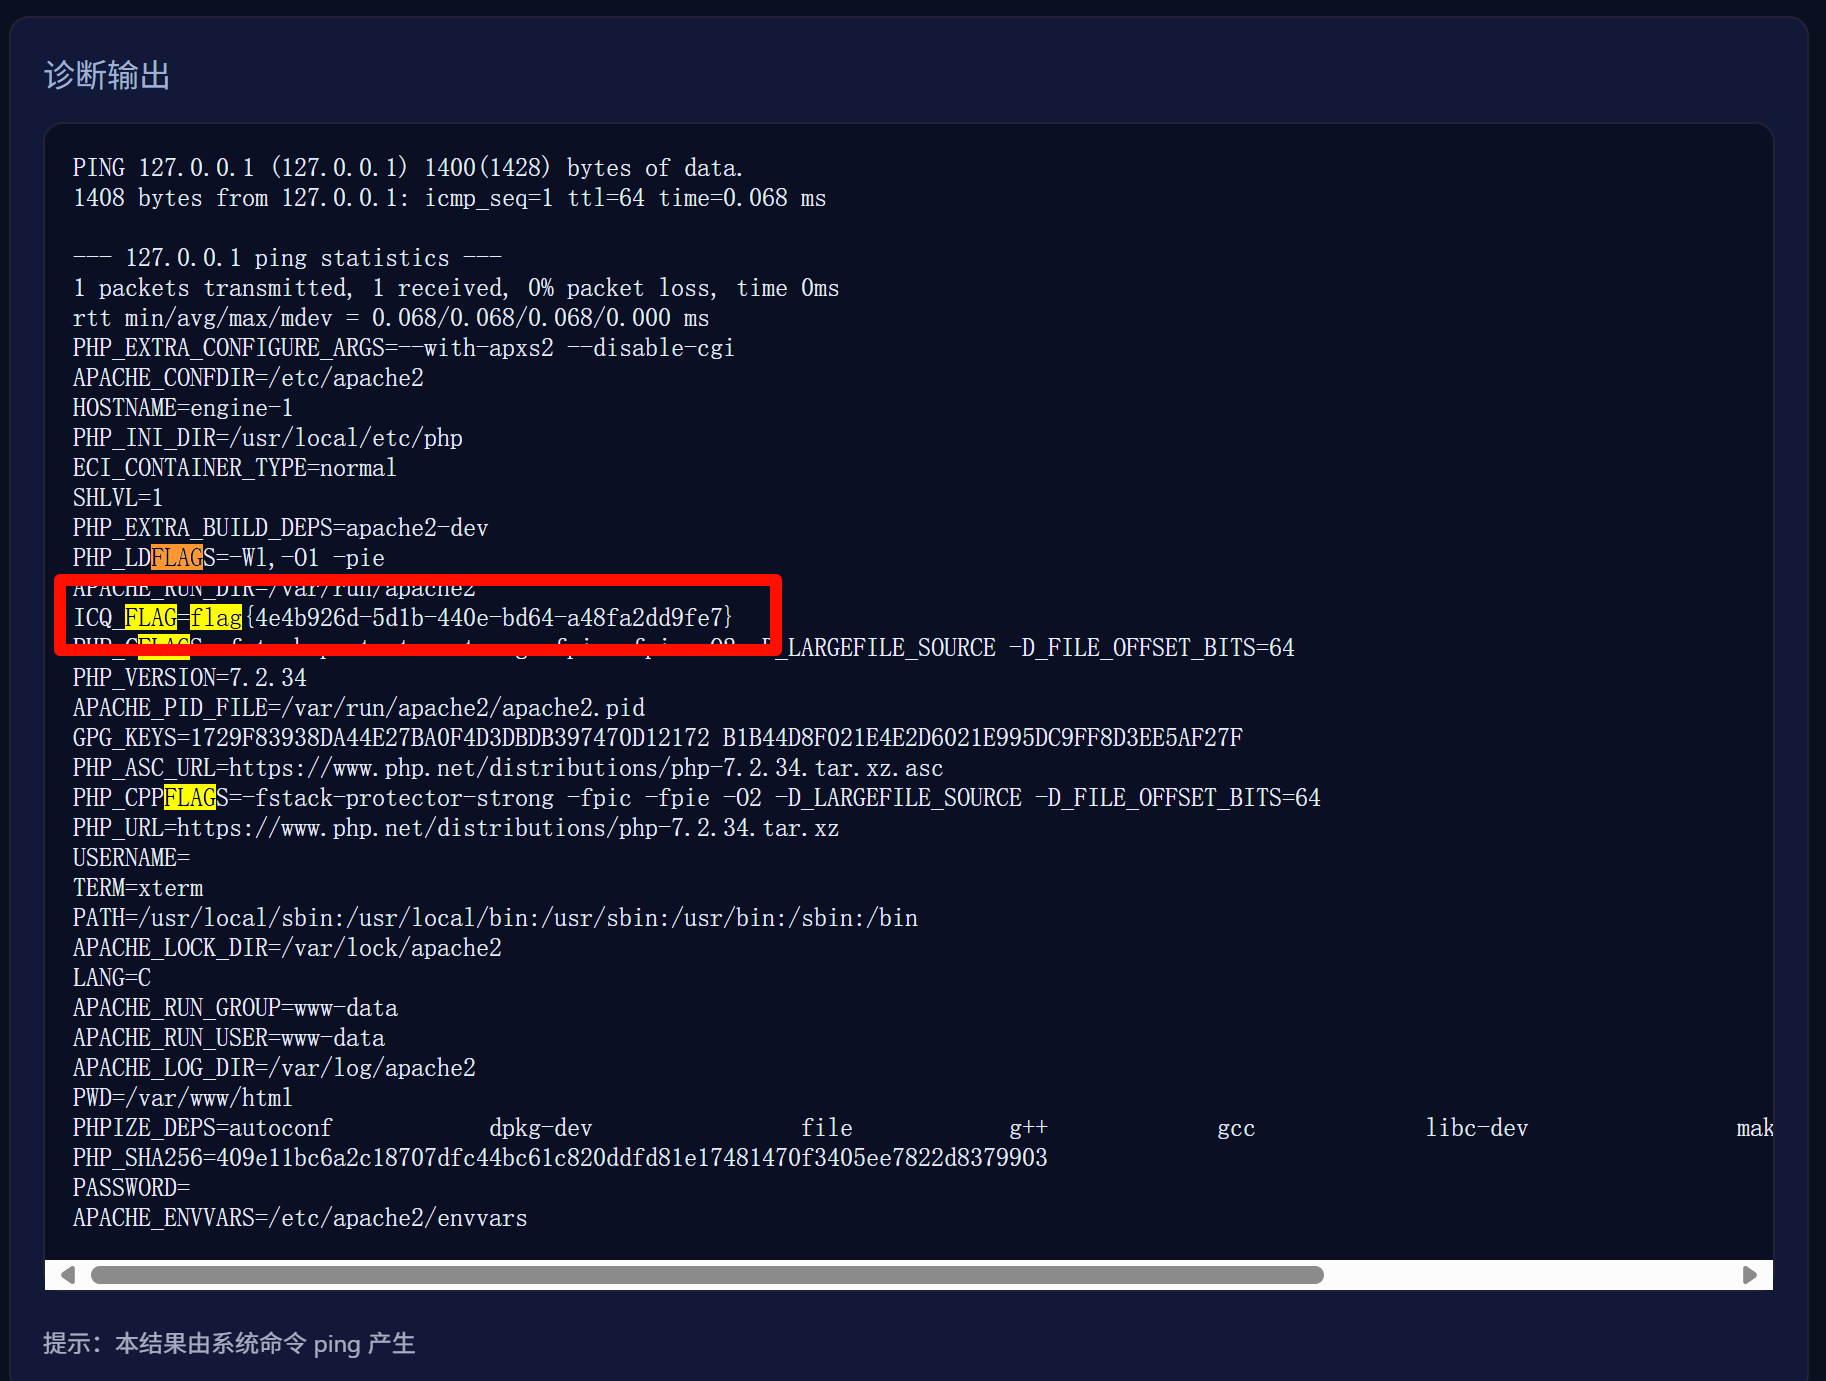 诊断输出
PING 127.0.0.1 (127.0.0.1) 1400(1428) bytes of data.
1408 bytes from 127.0.0.1: icmp_seq=1 ttl=64 time=0.068 ms
--- 127.0.0.1 ping statistics ---
1 packets transmitted, 1 received, 0% packet loss, time 0ms
rtt min/avg/max/mdev = 0.068/0.068/0.068/0.000 ms
PHP_EXTRA_CONFIGURE_ARGS=--with-apxs2 --disable-cgi
APACHE_CONFDIR=/etc/apache2
HOSTNAME=engine-1
PHP_INI_DIR=/usr/local/etc/php
ECI_CONTAINER_TYPE=normal
SHLVL=1
PHP_EXTRA_BUILD_DEPS=apache2-dev
PHP_LDFLAGS=-Wl,-O1 -pie
APACHE_RUN_DIR=/var/run/apache2
ICQ_FLAG=flag{4e4b926d-5d1b-440e-bd64-a48fa2dd9fe7}
PHP_CFLAGS=-fstack-protector-strong -fpic -fpie -O2 -D_LARGEFILE_SOURCE -D_FILE_OFFSET_BITS=64
PHP_VERSION=7.2.34
APACHE_PID_FILE=/var/run/apache2/apache2.pid
GPG_KEYS=1729F83938DA44E27BA0F4D3DBDB397470D12172 B1B44D8F021E4E2D6021E995DC9FF8D3EE5AF27F
PHP_ASC_URL=https://www.php.net/distributions/php-7.2.34.tar.xz.asc
PHP_CPPFLAGS=-fstack-protector-strong -fpic -fpie -O2 -D_LARGEFILE_SOURCE -D_FILE_OFFSET_BITS=64
PHP_URL=https://www.php.net/distributions/php-7.2.34.tar.xz
USERNAME=
TERM=xterm
PATH=/usr/local/sbin:/usr/local/bin:/usr/sbin:/usr/bin:/sbin:/bin
APACHE_LOCK_DIR=/var/lock/apache2
LANG=C
APACHE_RUN_GROUP=www-data
APACHE_RUN_USER=www-data
APACHE_LOG_DIR=/var/log/apache2
PWD=/var/www/html
PHPIZE_DEPS=autoconf dpkg-dev file g++ gcc libc-dev mak
PHP_SHA256=409e11bc6a2c18707dfc44bc61c820ddfd81e17481470f3405ee7822d8379903
PASSWORD=
APACHE_ENVVARS=/etc/apache2/envvars
提示：本结果由系统命令 ping 产生